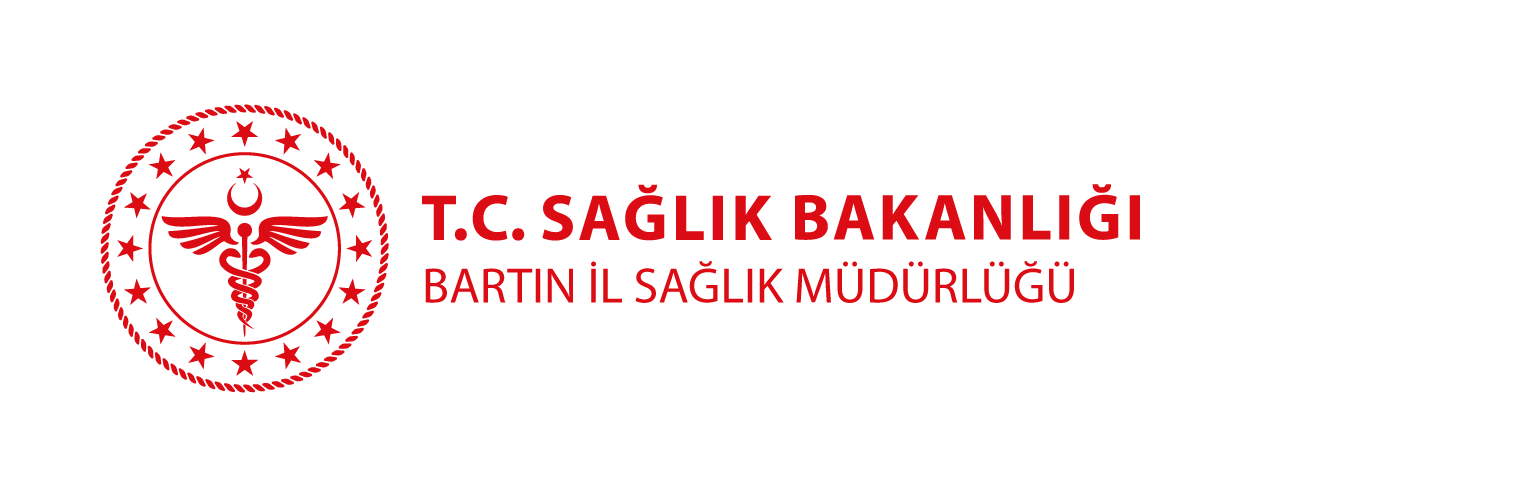 T.C. SAĞLIK BAKANLIĞI
BARTIN İL SAĞLIK MÜDÜRLÜĞÜ